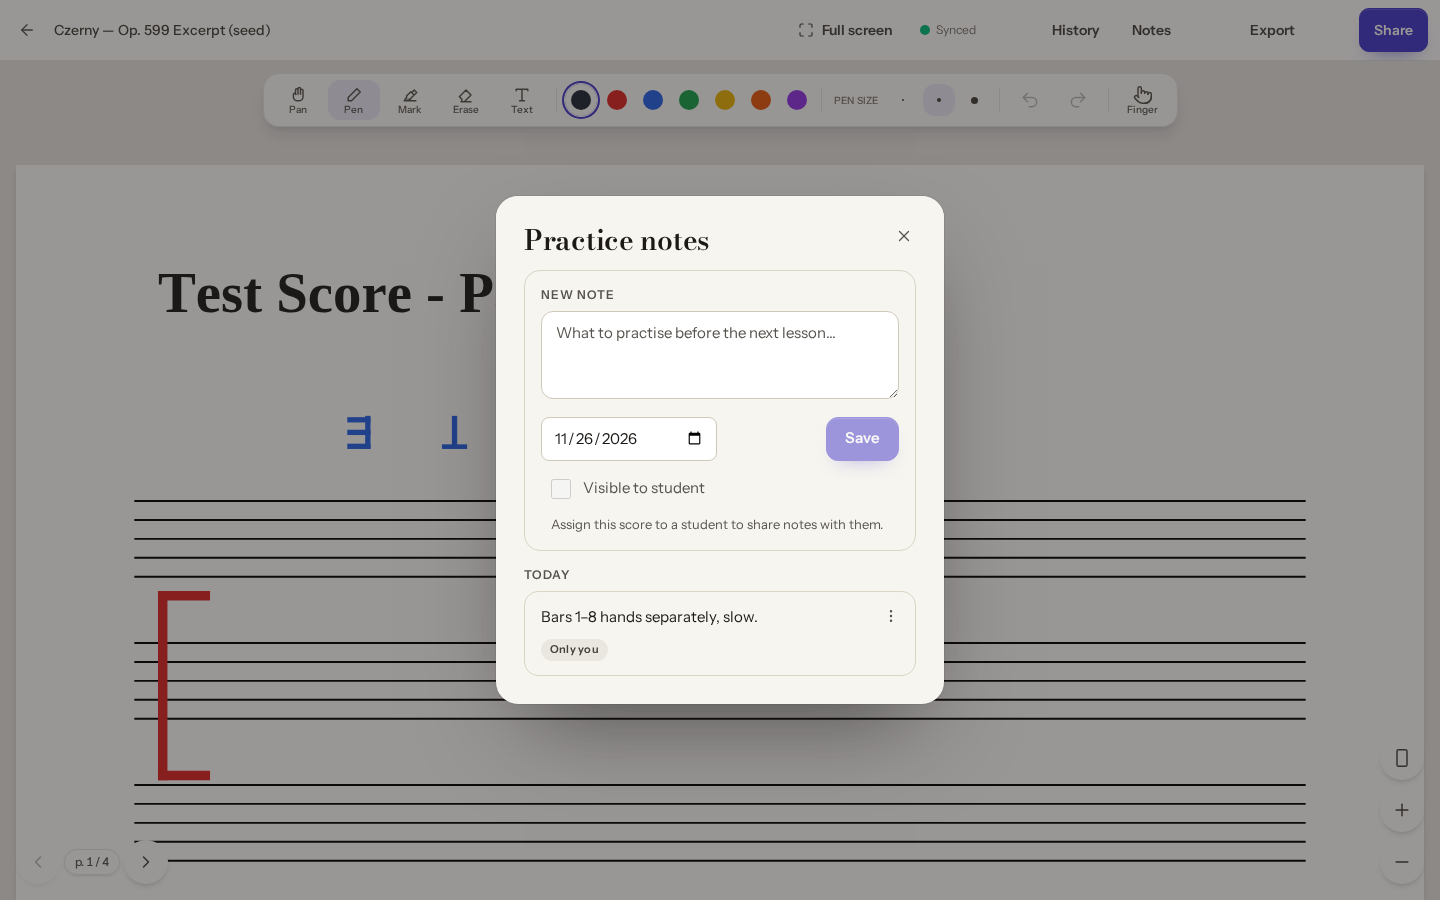 Czerny — Op. 599 Excerpt (seed)
Full screen
Synced
History
Notes
Export
Share
Pan
Pen
Mark
Erase
Text
PEN SIZE
Finger
Test Score - P
Practice notes
NEW NOTE
What to practise before the next lesson...
11/26/2026
Save
Visible to student
Assign this score to a student to share notes with them.
TODAY
Bars 1–8 hands separately, slow.
Only you
p. 1 / 4